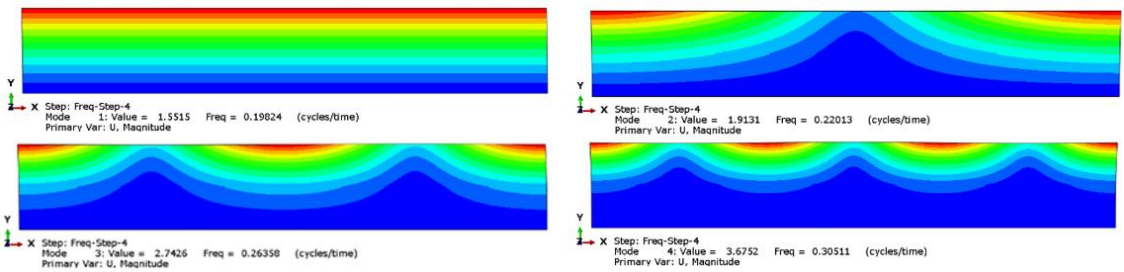 Y
Z X Step: Freq-Step-4
Mode 1: Value = 1.5515 Freq = 0.19824 (cycles/time)
Primary Var: U, Magnitude
Y
Z X Step: Freq-Step-4
Mode 2: Value = 1.9131 Freq = 0.22013 (cycles/time)
Primary Var: U, Magnitude
Y
Z X Step: Freq-Step-4
Mode 3: Value = 2.7426 Freq = 0.26358 (cycles/time)
Primary Var: U, Magnitude
Y
Z X Step: Freq-Step-4
Mode 4: Value = 3.6752 Freq = 0.30511 (cycles/time)
Primary Var: U, Magnitude